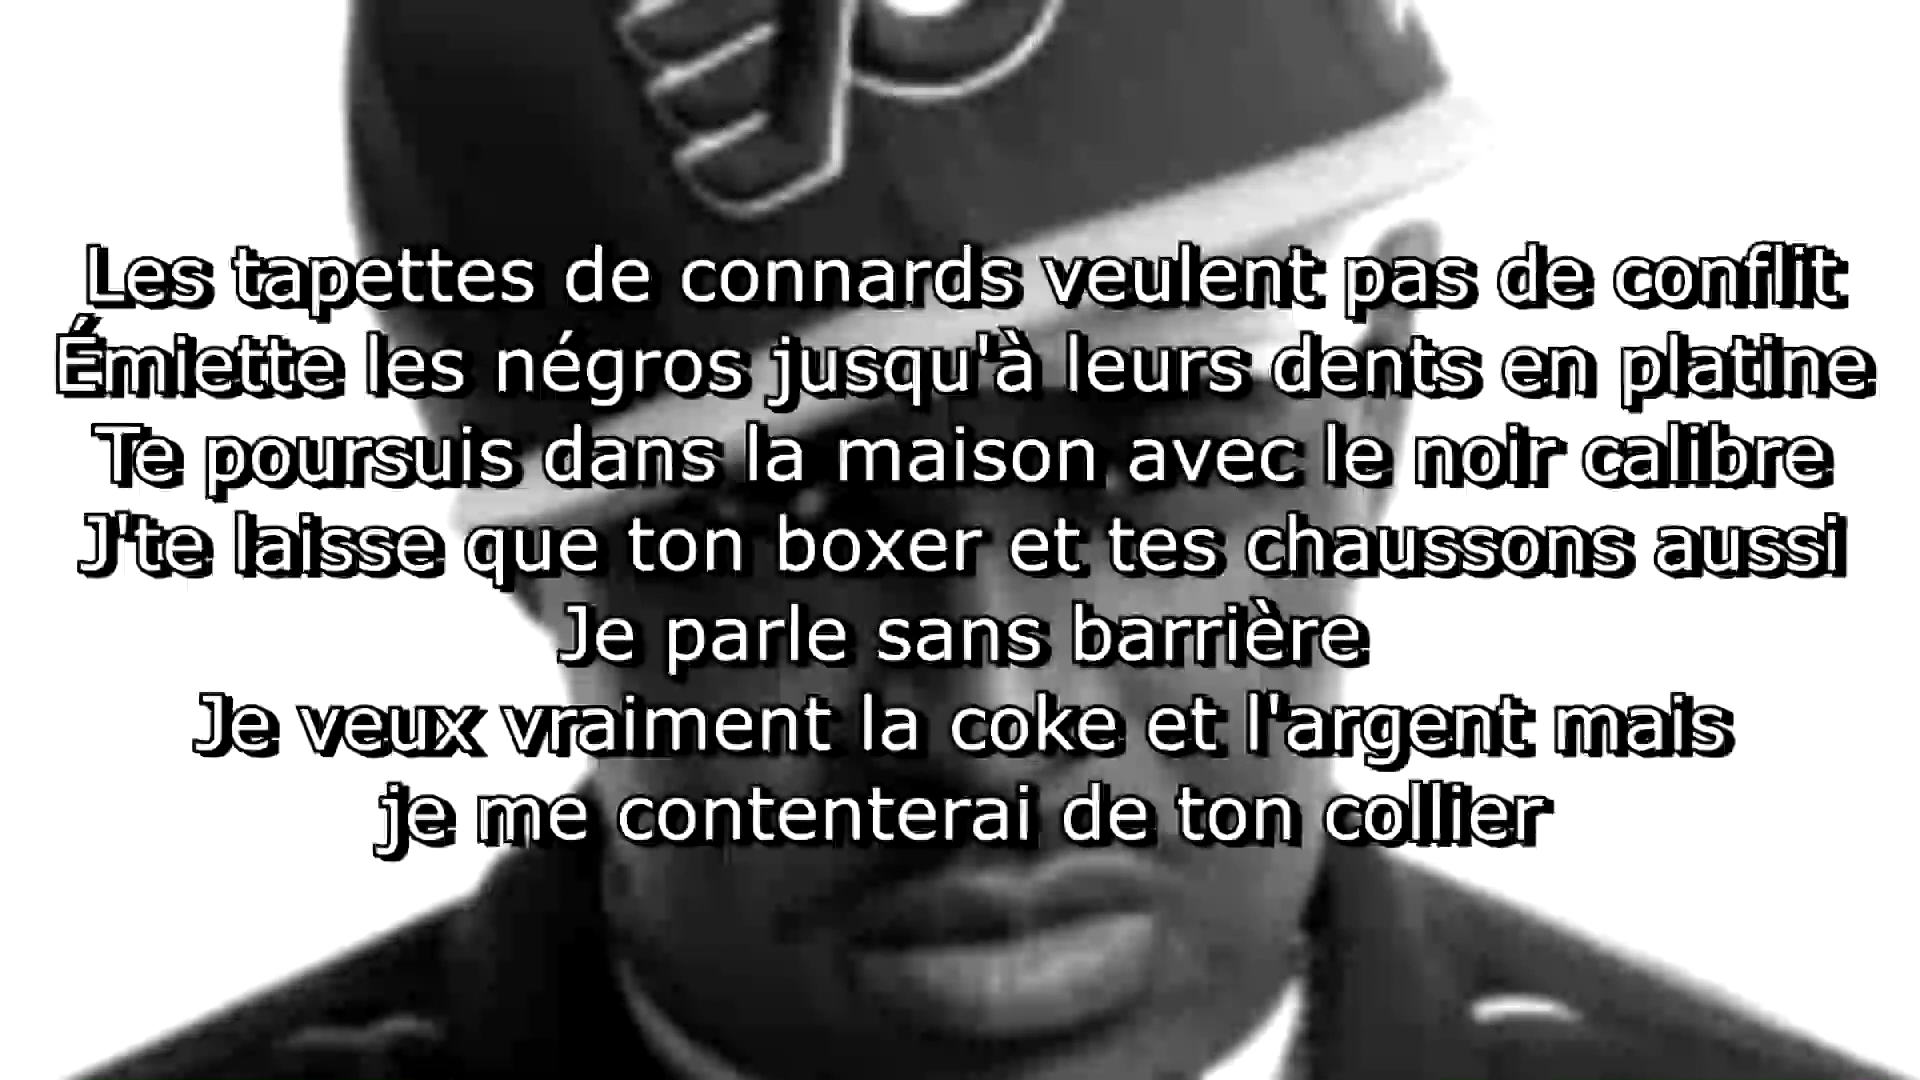 Les tapettes de connards veulent pas de conflit
Émiette les négros jusqu'à leurs dents en platine
Te poursuis dans la maison avec le noir calibre
J'te laisse que ton boxer et tes chaussons aussi
Je parle sans barrière
Je veux vraiment la coke et l'argent mais
je me contenterai de ton collier